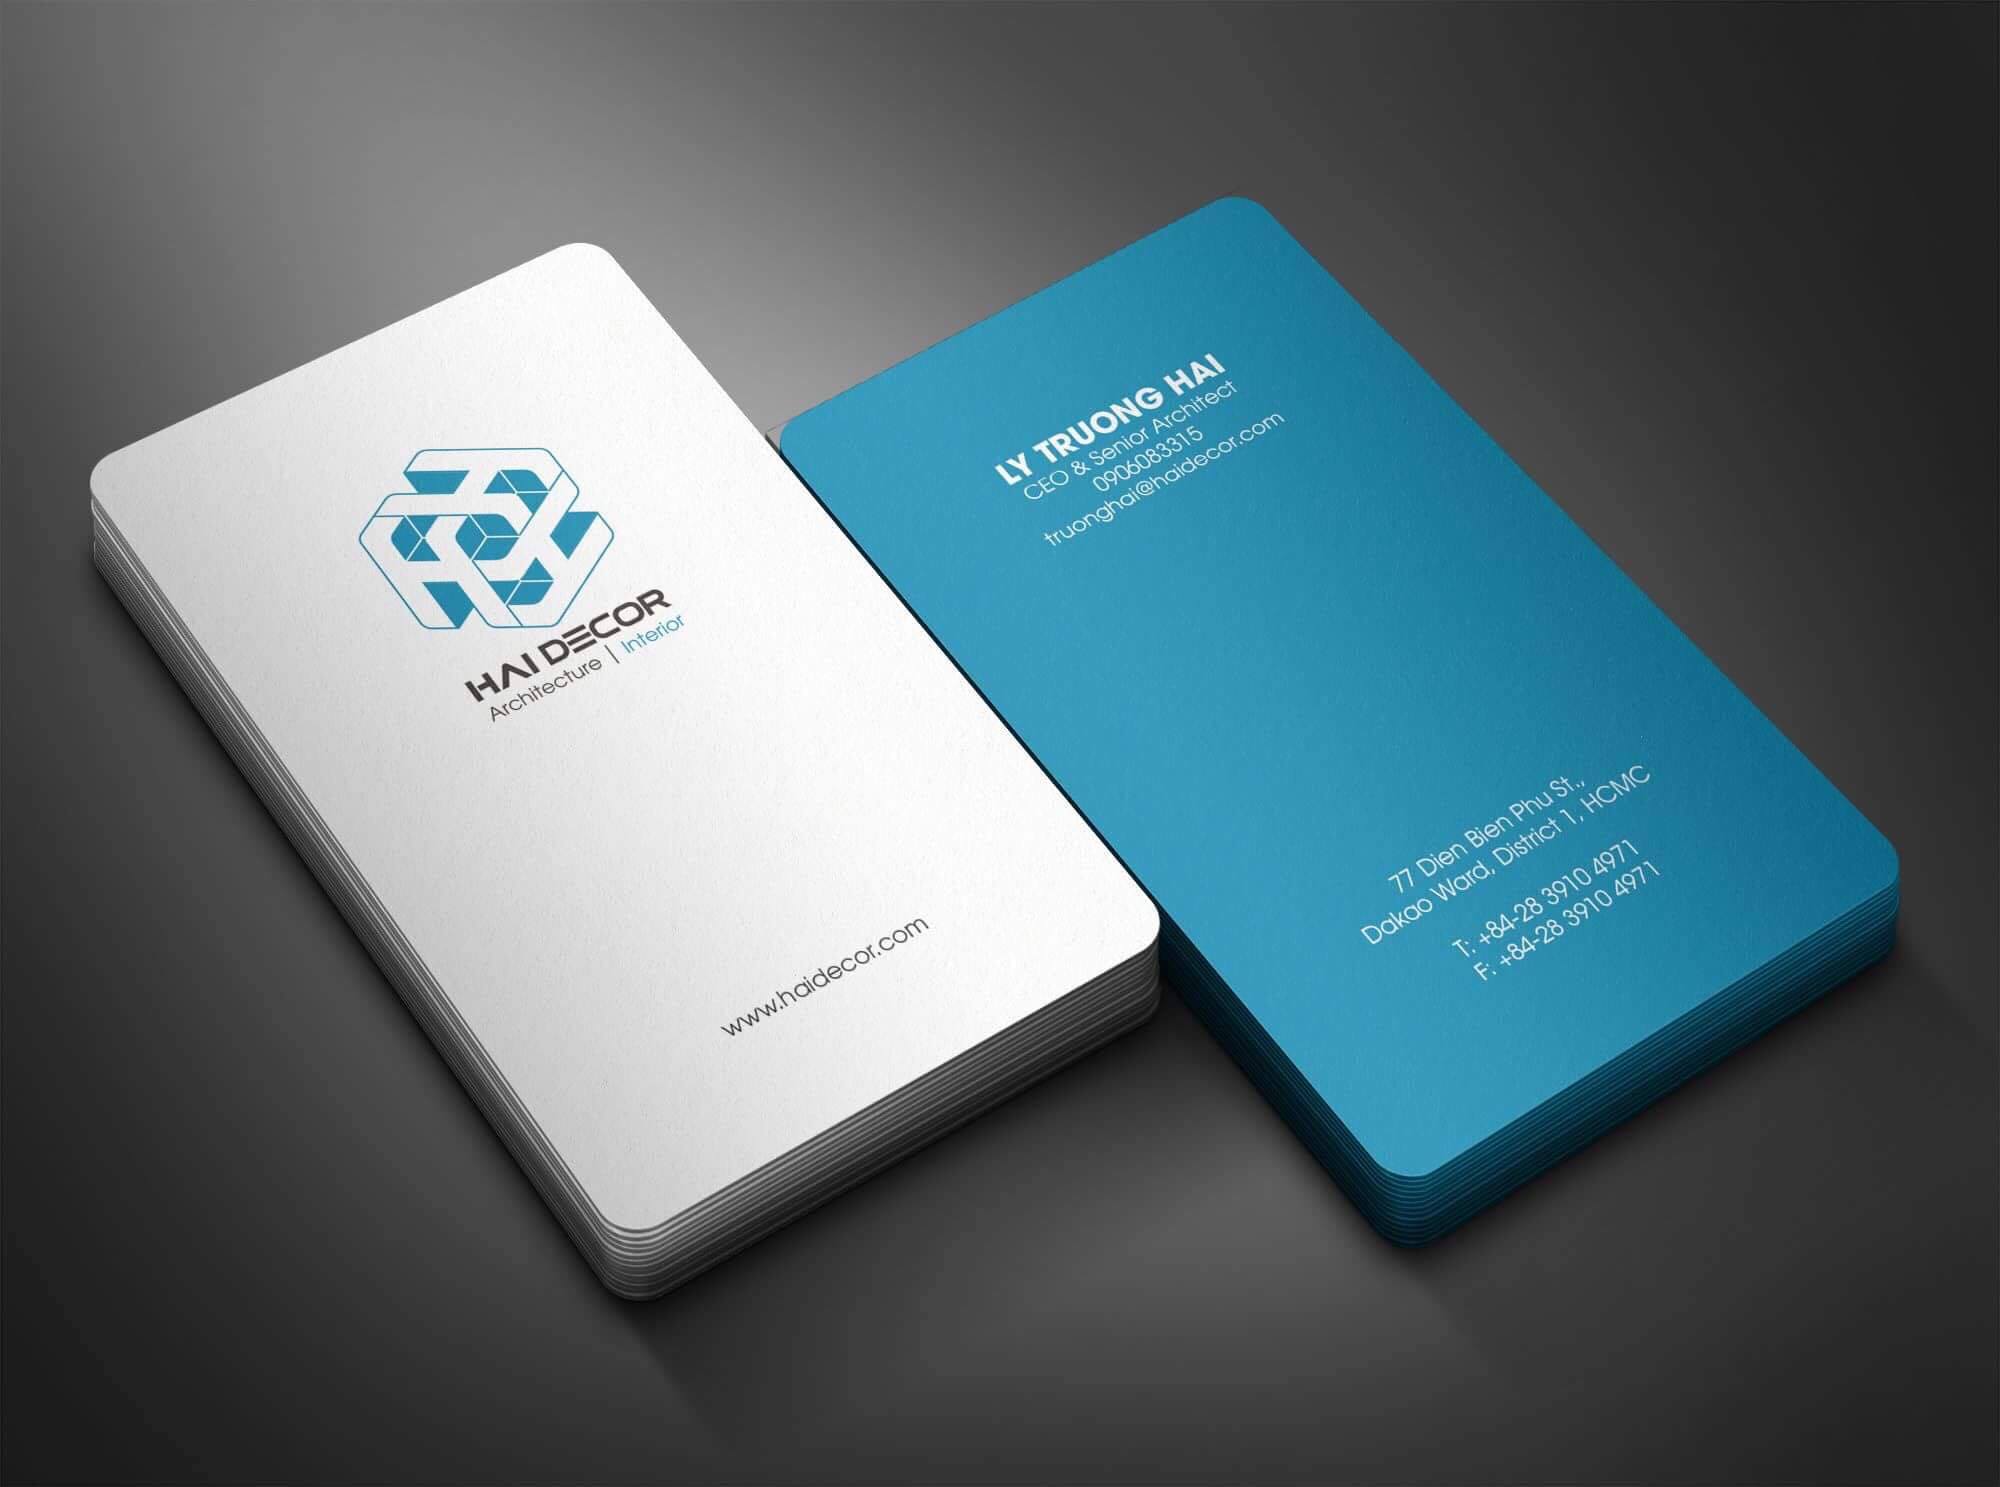 HAI DECOR
Architecture | Interior
www.haidecor.com
LY TRUONG HAI
CEO & Senior Architect
0906083315
truonghai@haidecor.com
77 Dien Bien Phu St.,
Dakao Ward, District 1, HCMC
T: +84-28 3910 4971
F: +84-28 3910 4971